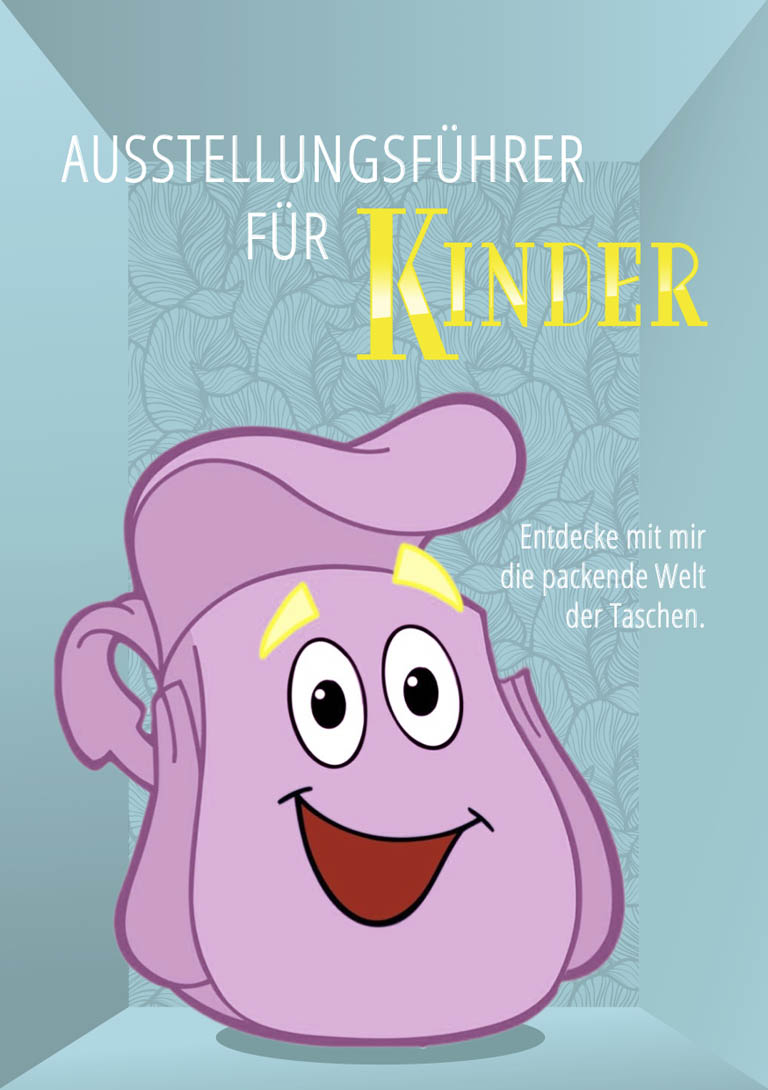 AUSSTELLUNGSFÜHRER
FÜR KINDER
Entdecke mit mir
die packende Welt
der Taschen.